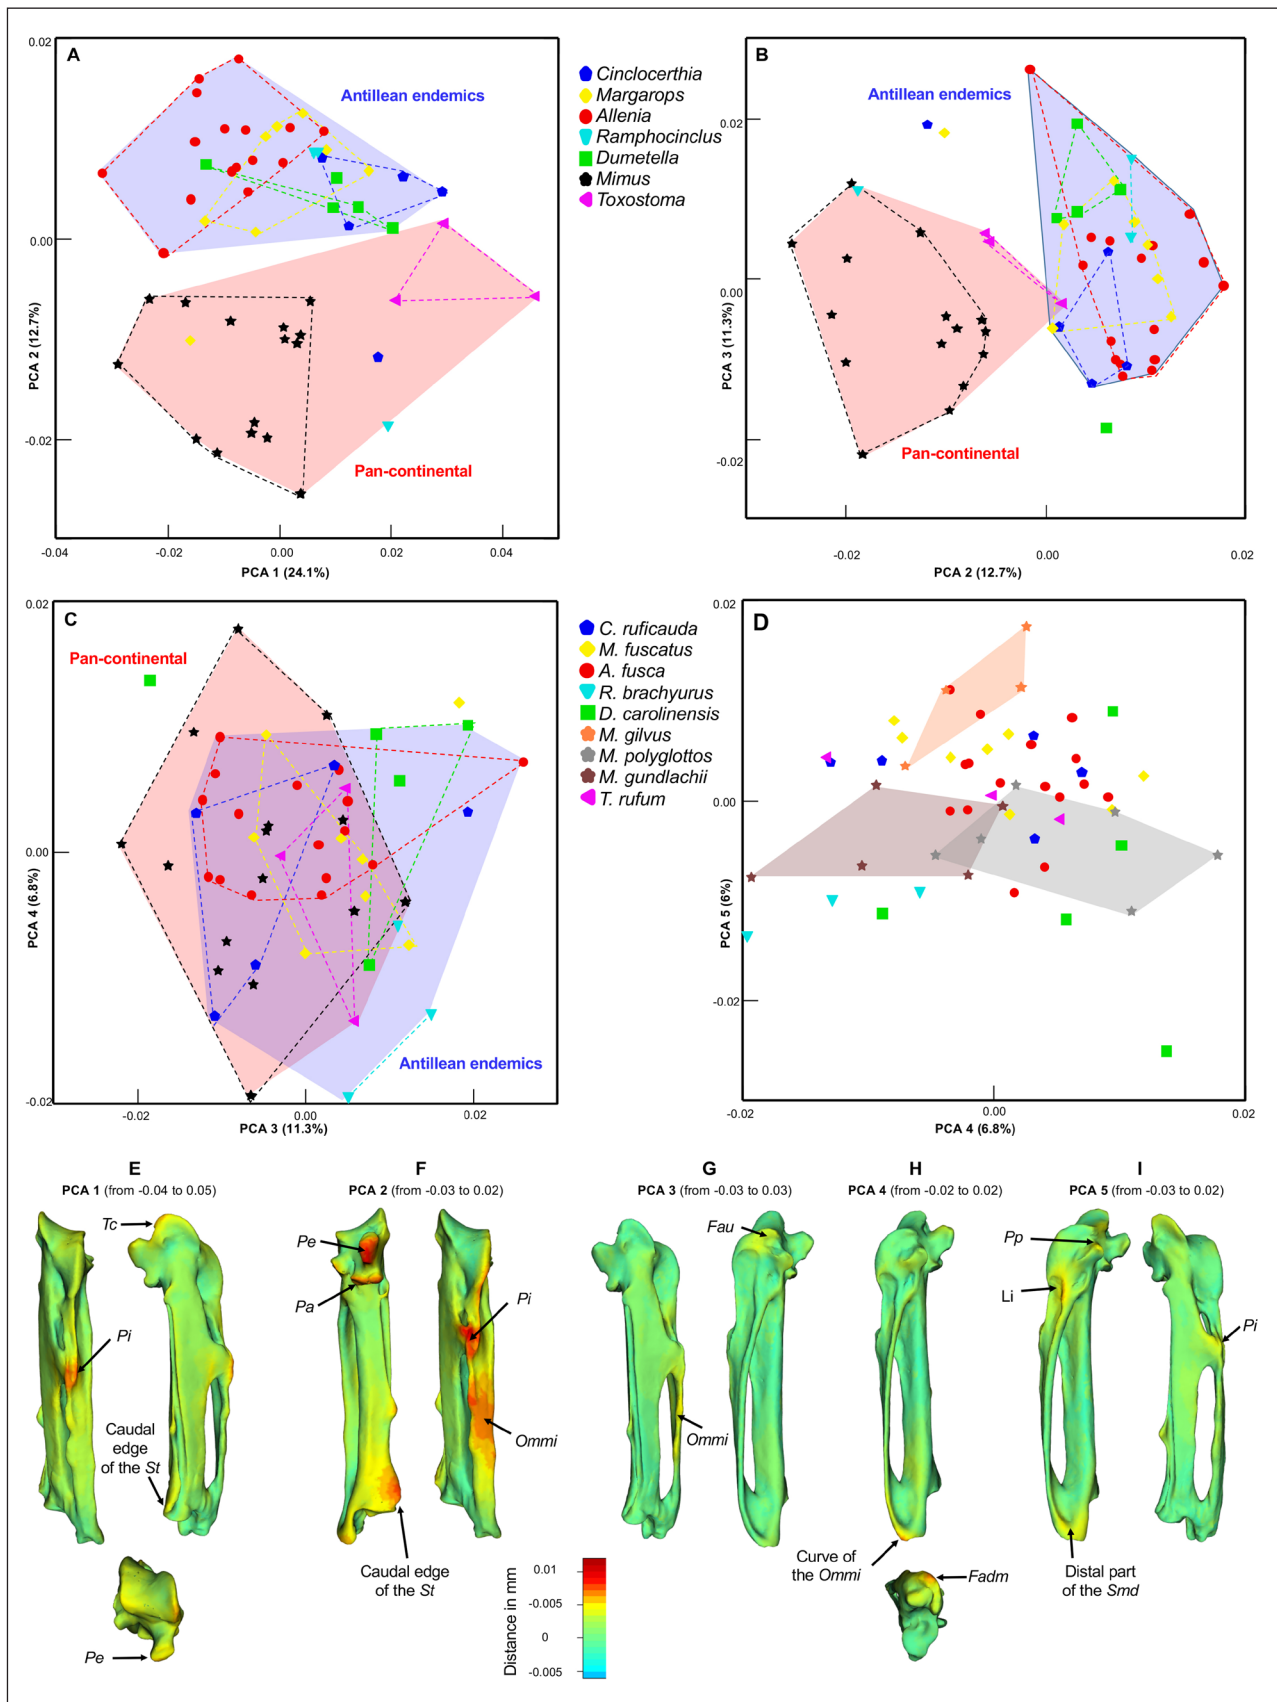 A
0.02
0.00
-0.02
PCA 2 (12.7%)
Antillean endemics
Pan-continental
-0.04
-0.02
0.00
0.02
0.04
PCA 1 (24.1%)
Cinclocerthia
Margarops
Allenia
Ramphocinclus
Dumetella
Mimus
Toxostoma
B
0.02
0.00
-0.02
PCA 3 (11.3%)
Antillean endemics
Pan-continental
-0.02
0.00
0.02
PCA 2 (12.7%)
C
0.02
0.00
-0.02
PCA 4 (6.8%)
Pan-continental
Antillean endemics
-0.02
0.00
0.02
PCA 3 (11.3%)
C. ruficauda
M. fuscatus
A. fusca
R. brachyurus
D. carolinensis
M. gilvus
M. polyglottos
M. gundlachii
T. rufum
D
0.02
0.00
-0.02
PCA 5 (6%)
-0.02
0.00
0.02
PCA 4 (6.8%)
E
PCA 1 (from -0.04 to 0.05)
Tc
Pi
Caudal
edge
of the St
Pe
F
PCA 2 (from -0.03 to 0.02)
Pe
Pa
Pi
Ommi
Caudal edge
of the St
Distance in mm
0.01
-0.005
0
-0.005
G
PCA 3 (from -0.03 to 0.03)
Fau
Ommi
H
PCA 4 (from -0.02 to 0.02)
Curve of
the Ommi
Fadm
I
PCA 5 (from -0.03 to 0.02)
Pp
Li
Pi
Distal part
of the Smd